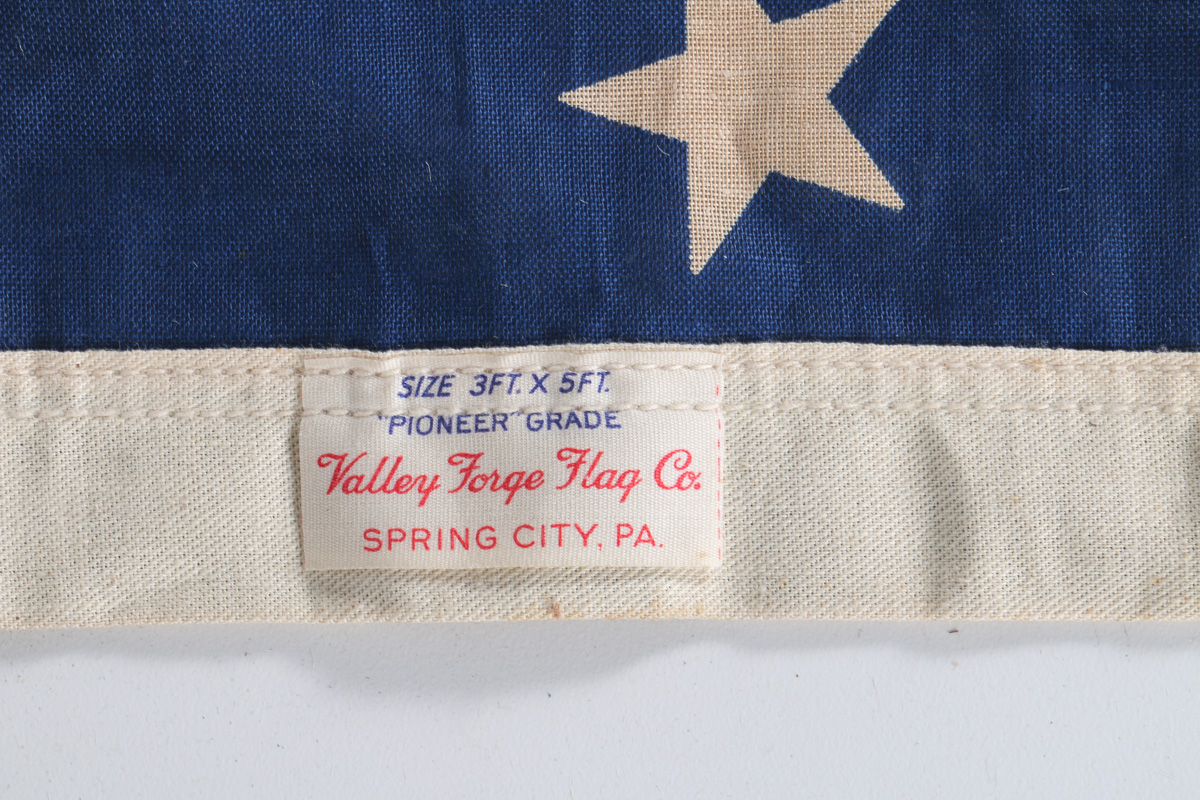 SIZE 3FT. X 5FT.
"PIONEER" GRADE
Valley Forge Flag Co.
SPRING CITY, PA.